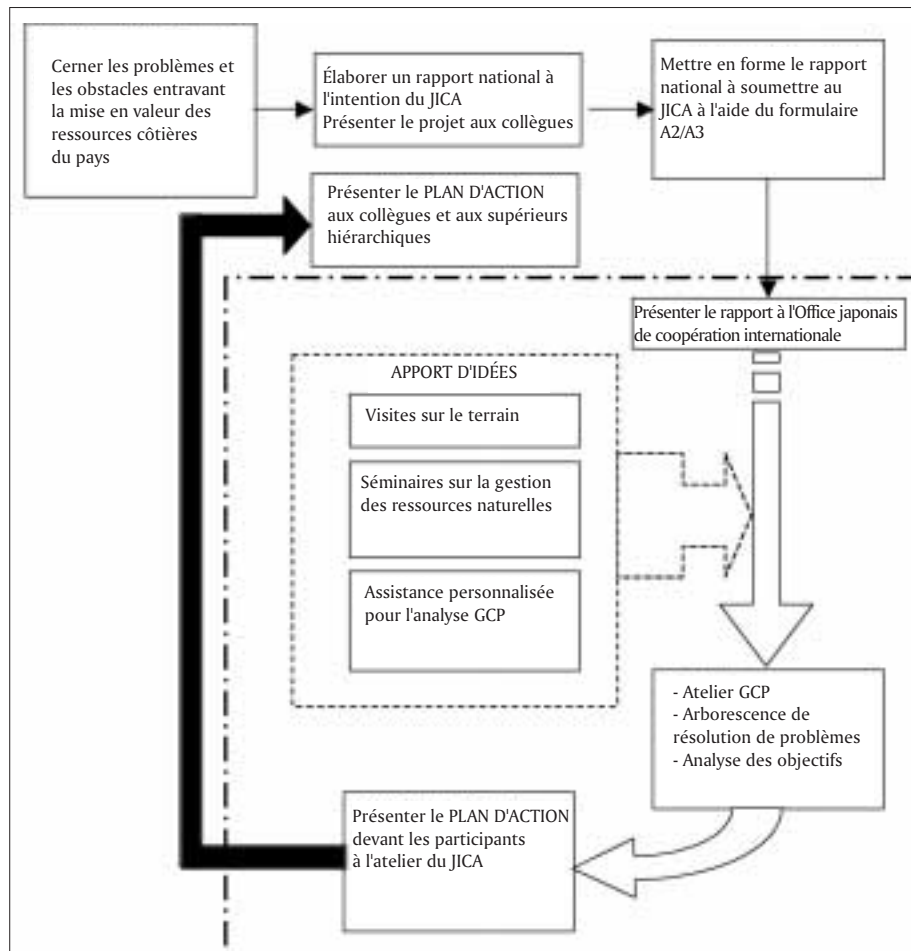 Cerner les problèmes et
les obstacles entravant
la mise en valeur des
ressources côtières
du pays
Élaborer un rapport national à
l'intention du JICA
Présenter le projet aux collègues
Mettre en forme le rapport
national à soumettre au
JICA à l'aide du formulaire
A2/A3
Présenter le PLAN D'ACTION
aux collègues et aux supérieurs
hiérarchiques
Présenter le rapport à l'Office japonais
de coopération internationale
APPORT D'IDÉES
Visites sur le terrain
Séminaires sur la gestion
des ressources naturelles
Assistance personnalisée
pour l'analyse GCP
- Atelier GCP
- Arborescence de
résolution de problèmes
- Analyse des objectifs
Présenter le PLAN D'ACTION
devant les participants
à l'atelier du JICA